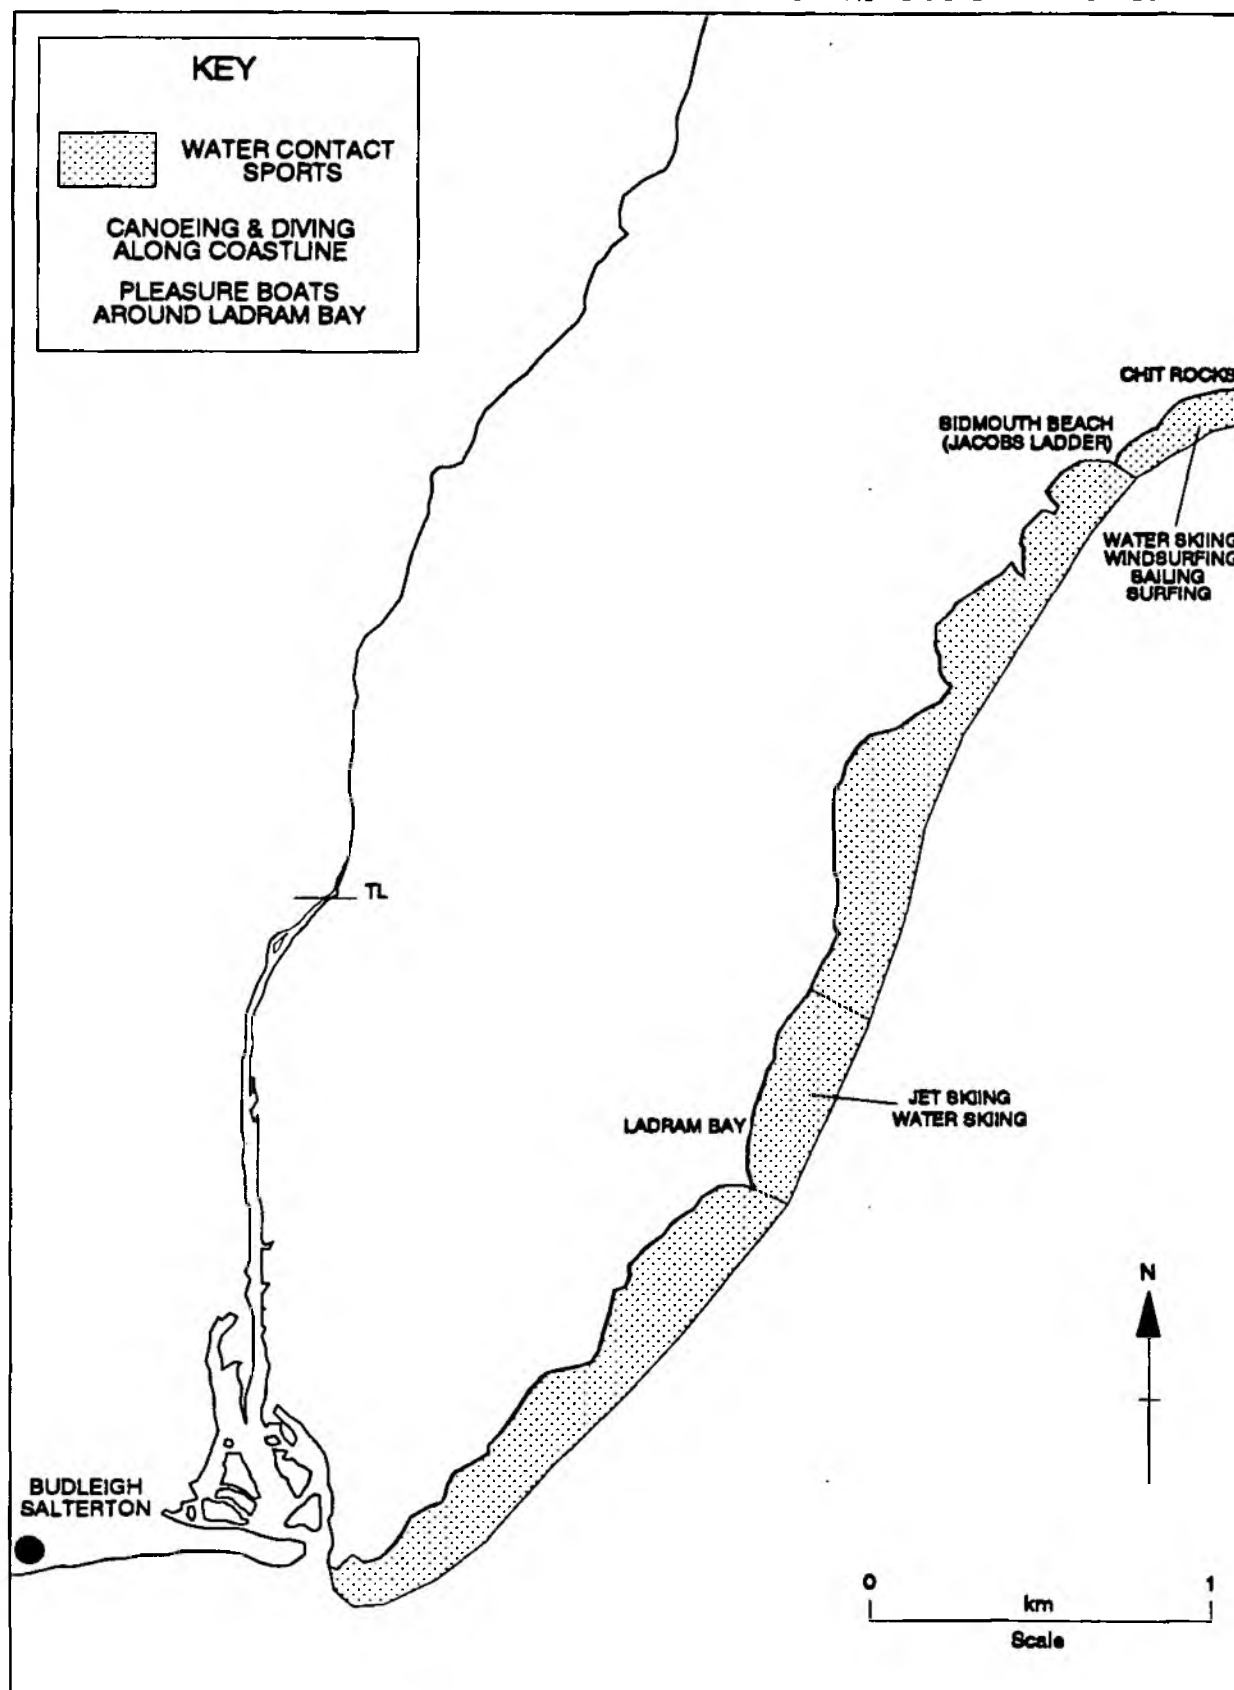 KEY
WATER CONTACT
SPORTS
CANOEING & DIVING
ALONG COASTLINE
PLEASURE BOATS
AROUND LADRAM BAY
CHIT ROCKS
SIDMOUTH BEACH
(JACOBS LADDER)
WATER SKIING
WINDSURFING
SAILING
SURFING
TL
JET SKIING
WATER SKIING
LADRAM BAY
N
BUDLEIGH
SALTERTON
0
1
km
Scale